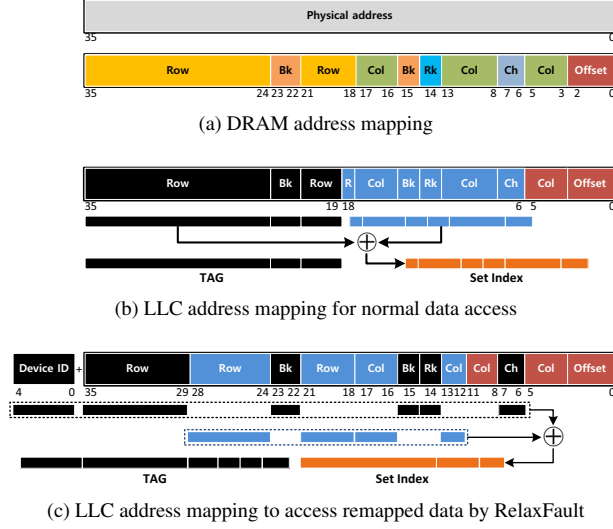 Physical address
35 0
Row Bk Row Col Bk Rk Col Ch Col Offset
35 24 23 22 21 18 17 16 15 14 13 8 7 6 5 3 2 0
(a) DRAM address mapping
Row Bk Row R Col Bk Rk Col Ch Col Offset
35 19 18 6 5 0
TAG Set Index
(b) LLC address mapping for normal data access
Device ID + Row Row Bk Row Col Bk Rk Col Col Ch Col Offset
4 0 35 29 28 24 23 22 21 18 17 16 15 14 13 12 11 8 7 6 5 0
TAG Set Index
(c) LLC address mapping to access remapped data by RelaxFault